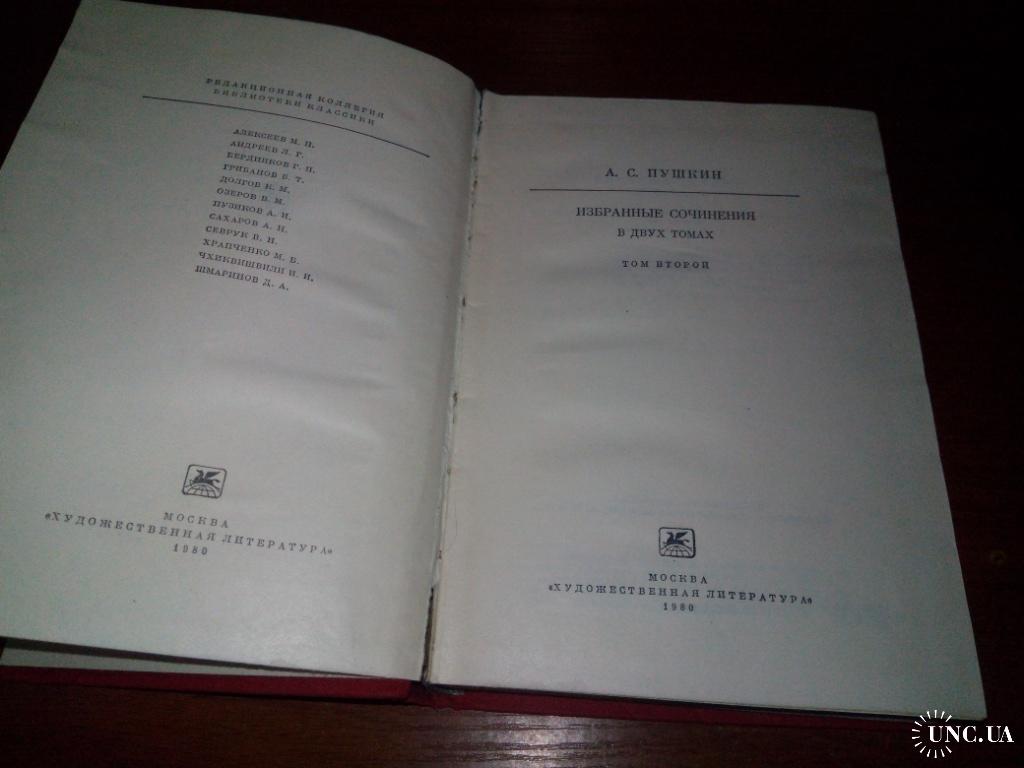 РЕДАКЦИОННАЯ КОЛЛЕГИЯ
БИБЛИОТЕКИ КЛАССИКИ
АЛЕКСЕЕВ М. П.
АНДРЕЕВ Л. Г.
БЕРДНИКОВ Г. П.
ГРИБАНОВ Б. Т.
ДОЛГОВ К. М.
ОЗЕРОВ В. М.
ПУЗИКОВ А. И.
САХАРОВ А. Н.
СЕВРУК В. Н.
ХРАПЧЕНКО М. Б.
ЧХИКВИШВИЛИ И. И.
ШМАРИНОВ Д. А.
МОСКВА
«ХУДОЖЕСТВЕННАЯ ЛИТЕРАТУРА»
1980
А. С. ПУШКИН
ИЗБРАННЫЕ СОЧИНЕНИЯ
В ДВУХ ТОМАХ
ТОМ ВТОРОЙ
МОСКВА
«ХУДОЖЕСТВЕННАЯ ЛИТЕРАТУРА»
1980
UNC.UA